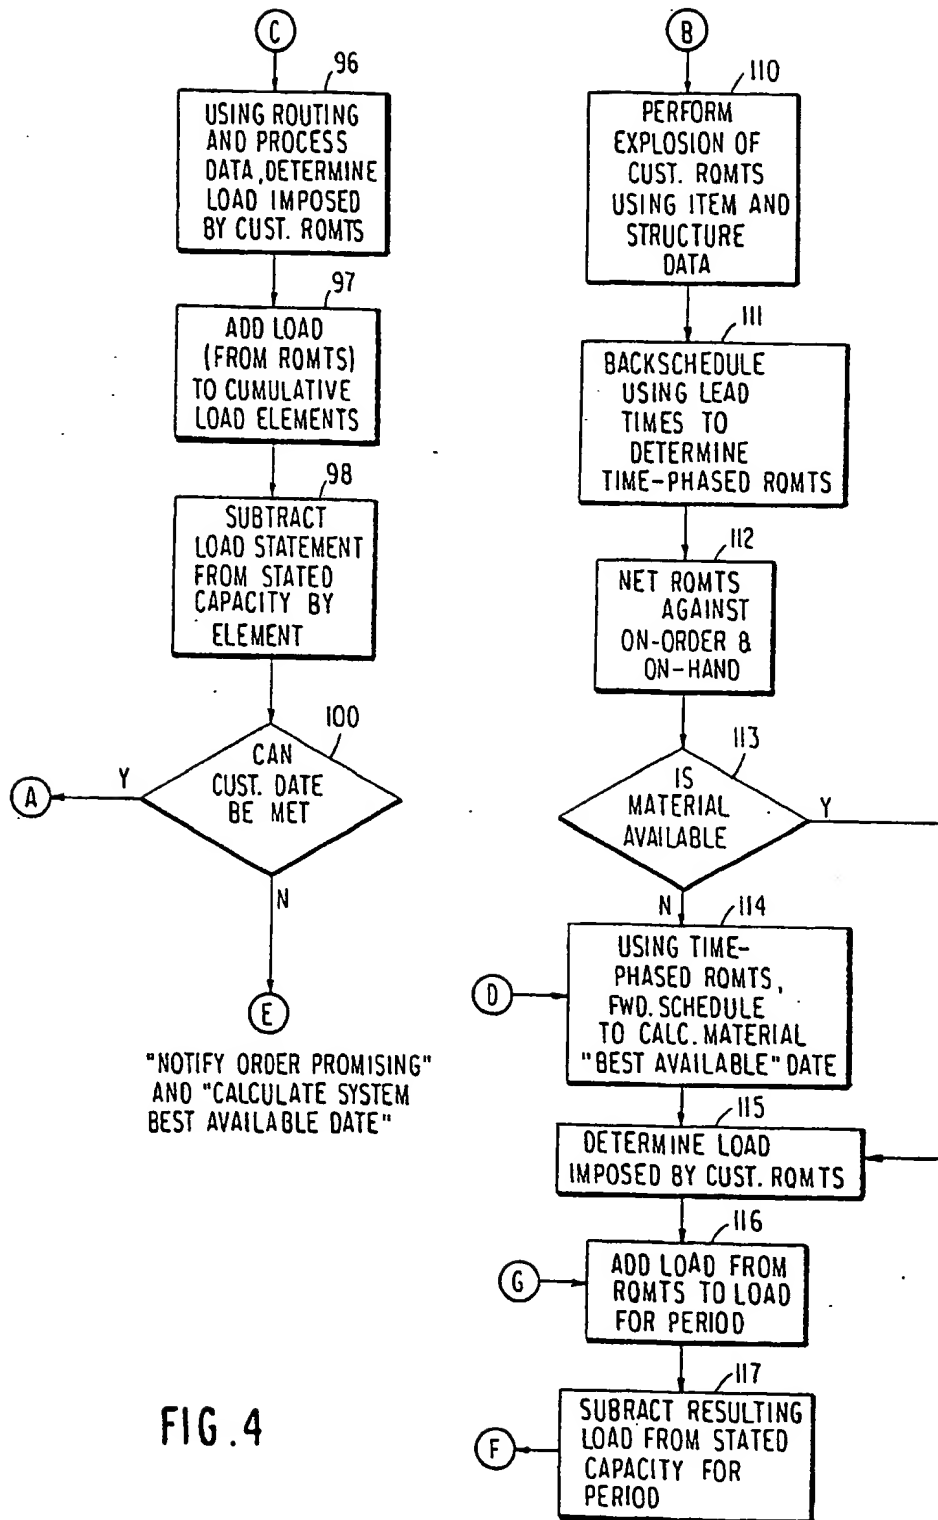 C
96
USING ROUTING
AND PROCESS
DATA, DETERMINE
LOAD IMPOSED
BY CUST. RQMTS
97
ADD LOAD
(FROM RQMTS)
TO CUMULATIVE
LOAD ELEMENTS
98
SUBTRACT
LOAD STATEMENT
FROM STATED
CAPACITY BY
ELEMENT
100
CAN
CUST. DATE
BE MET
Y
A
N
E
"NOTIFY ORDER PROMISING"
AND "CALCULATE SYSTEM
BEST AVAILABLE DATE"
FIG.4
B
110
PERFORM
EXPLOSION OF
CUST. RQMTS
USING ITEM AND
STRUCTURE
DATA
111
BACKSCHEDULE
USING LEAD
TIMES TO
DETERMINE
TIME-PHASED RQMTS
112
NET RQMTS
AGAINST
ON-ORDER &
ON-HAND
113
IS
MATERIAL
AVAILABLE
Y
N
114
USING TIME-
PHASED RQMTS,
FWD. SCHEDULE
TO CALC. MATERIAL
"BEST AVAILABLE" DATE
D
115
DETERMINE LOAD
IMPOSED BY CUST. RQMTS
116
ADD LOAD FROM
RQMTS TO LOAD
FOR PERIOD
G
117
SUBRACT RESULTING
LOAD FROM STATED
CAPACITY FOR
PERIOD
F